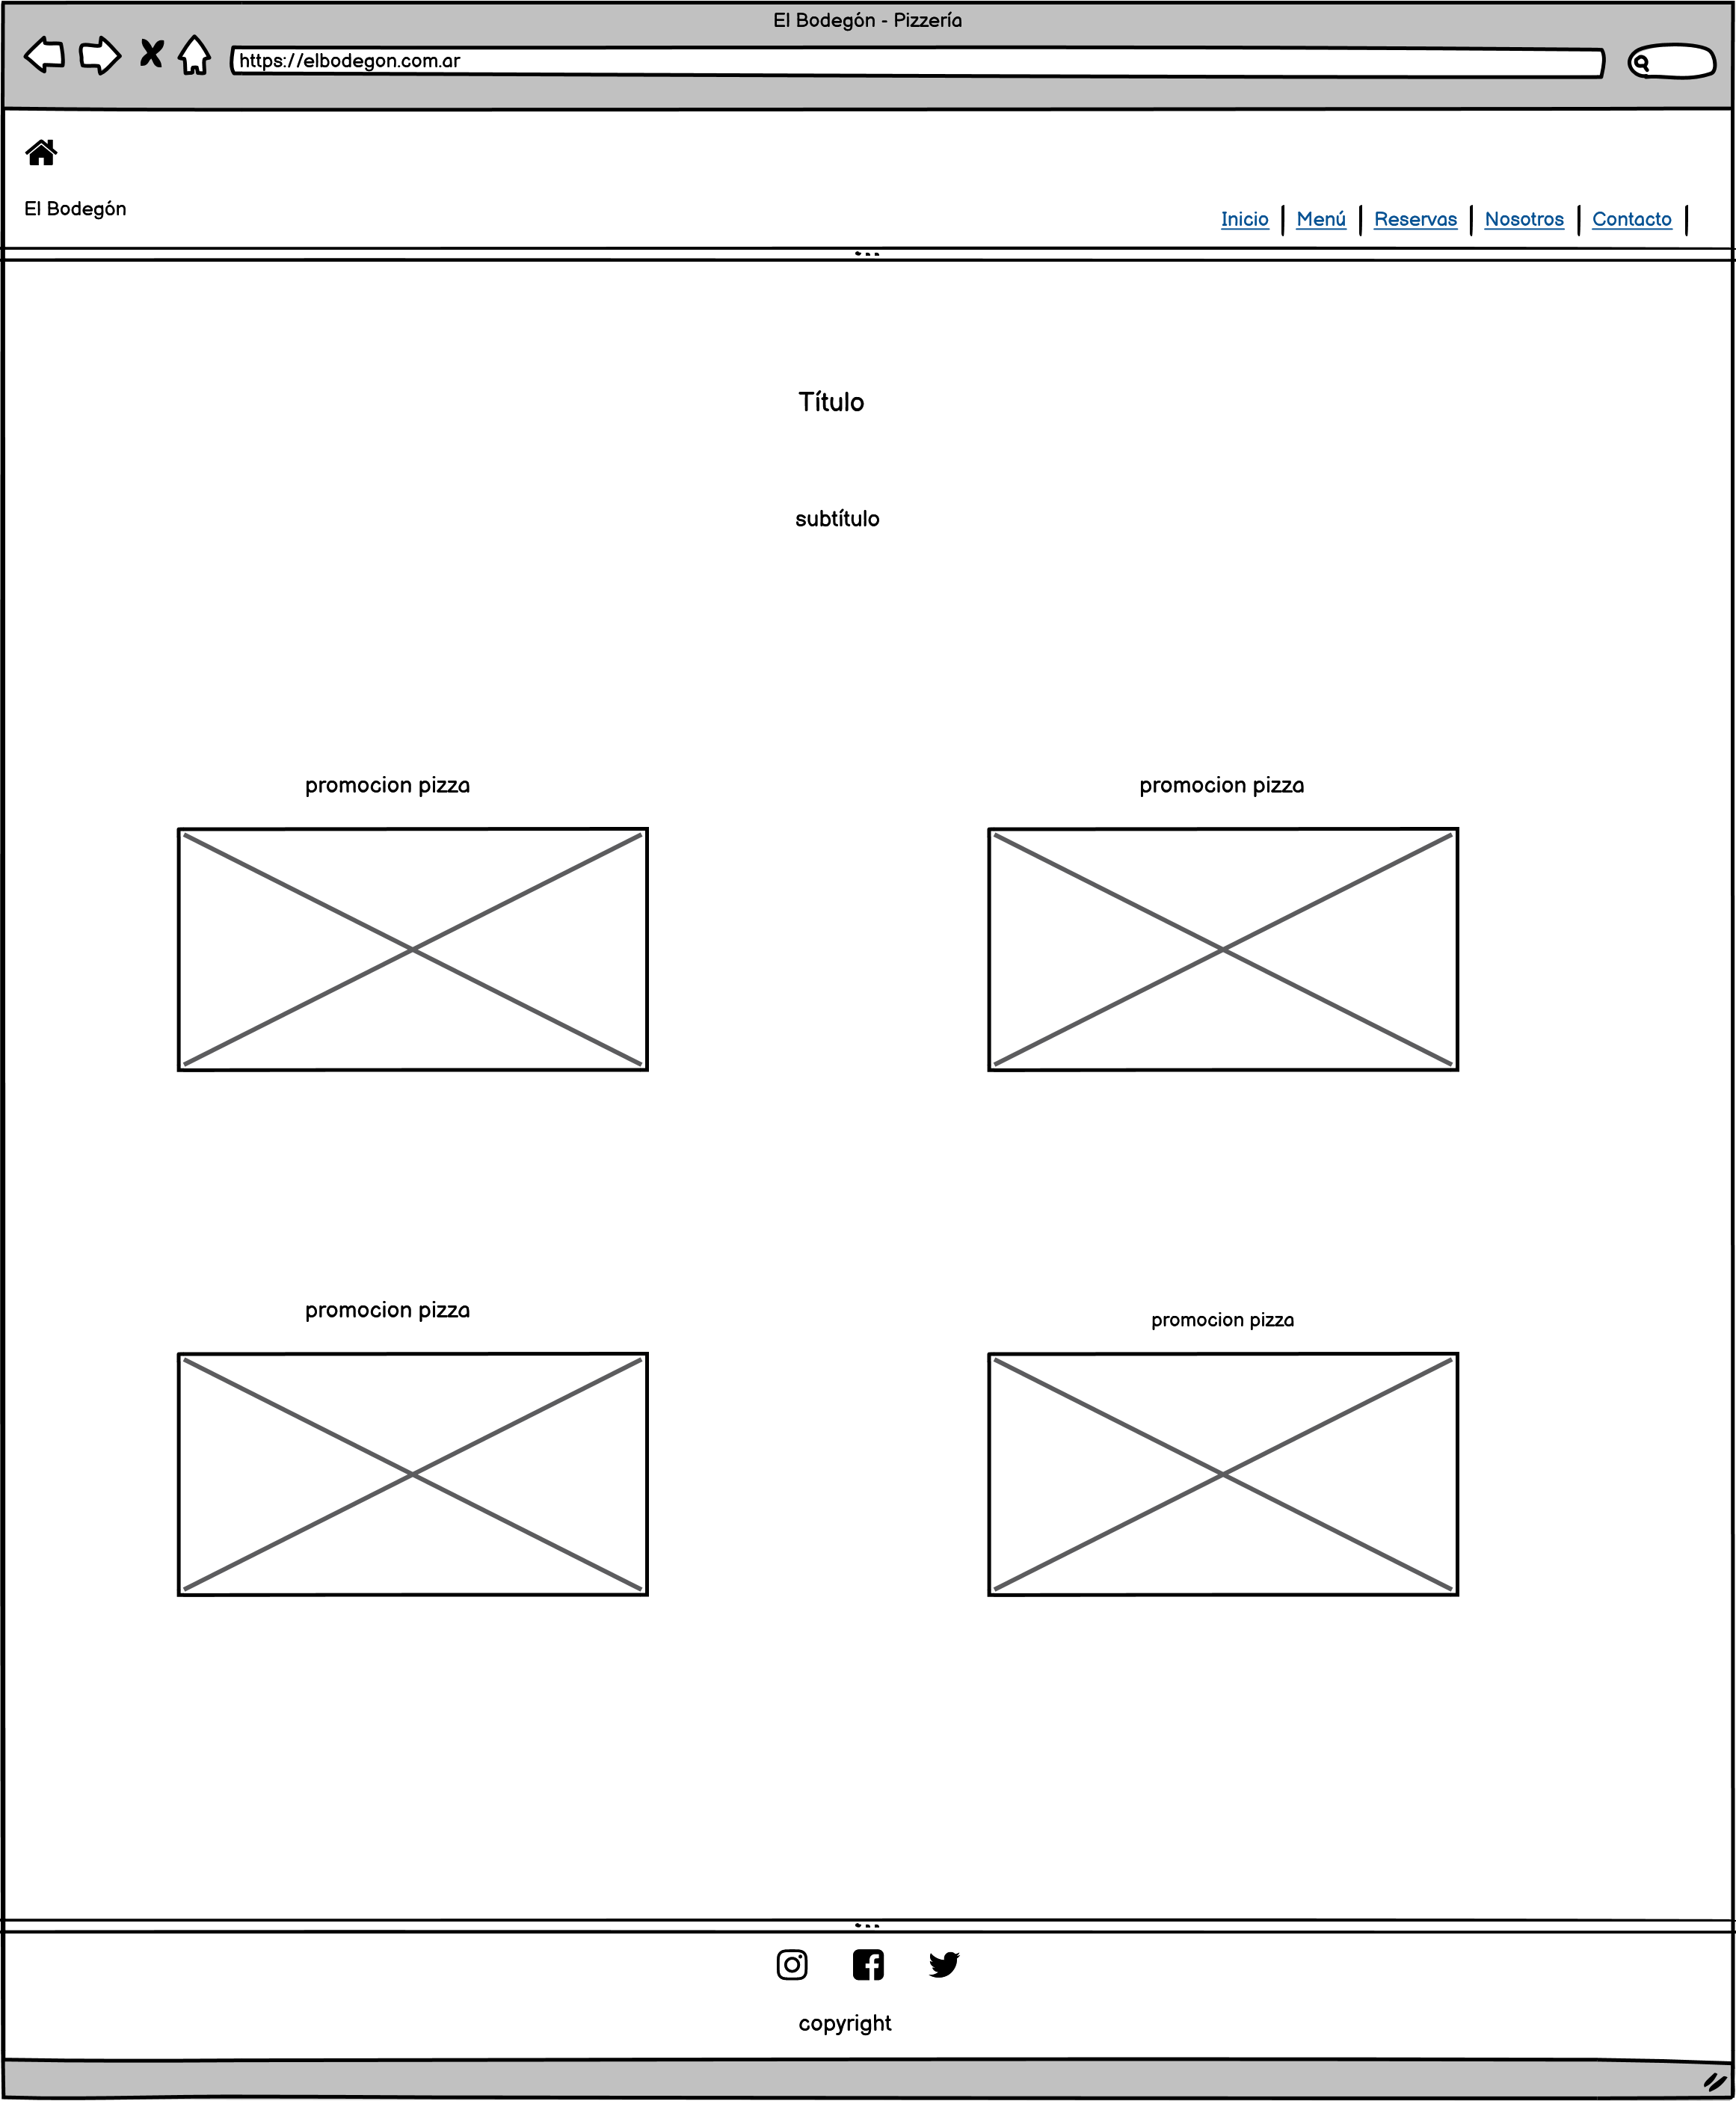 El Bodegón - Pizzería
https://elbodegon.com.ar
El Bodegón
Inicio | Menú | Reservas | Nosotros | Contacto |
Título
subtítulo
promocion pizza
promocion pizza
promocion pizza
promocion pizza
copyright